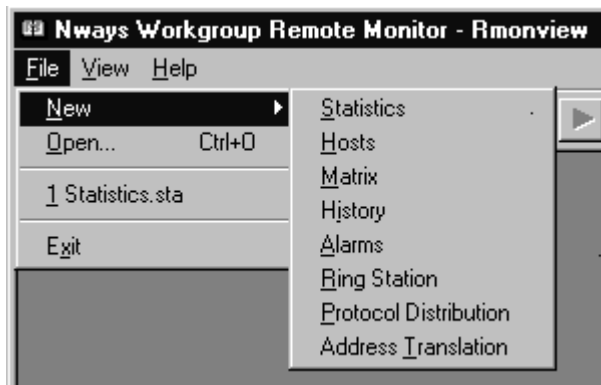 Nways Workgroup Remote Monitor - Rmonview
File View Help
New
Open... Ctrl+O
1 Statistics.sta
Exit
Statistics
Hosts
Matrix
History
Alarms
Ring Station
Protocol Distribution
Address Translation